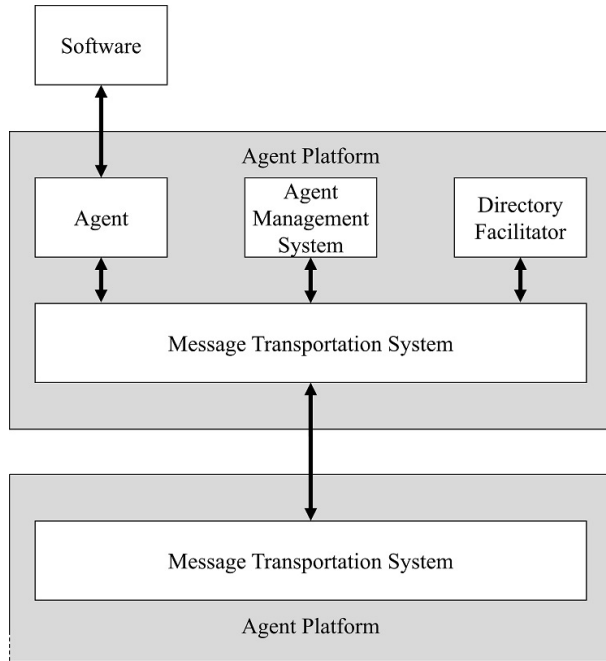 Software
Agent Platform
Agent
Agent
Management
System
Directory
Facilitator
Message Transportation System
Message Transportation System
Agent Platform